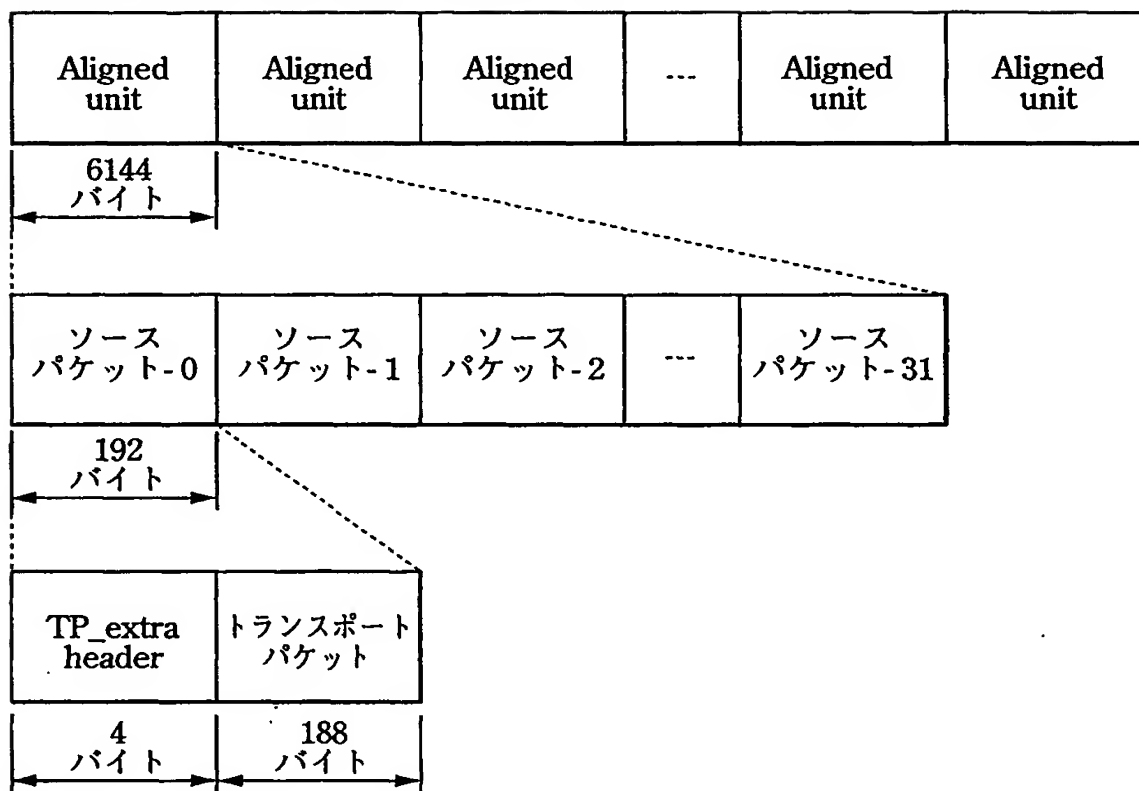 Aligned
unit
Aligned
unit
Aligned
unit
---
Aligned
unit
Aligned
unit
6144
バイト
ソース
パケット-0
ソース
パケット-1
ソース
パケット-2
---
ソース
パケット-31
192
バイト
TP_extra
header
トランスポート
パケット
4
バイト
188
バイト